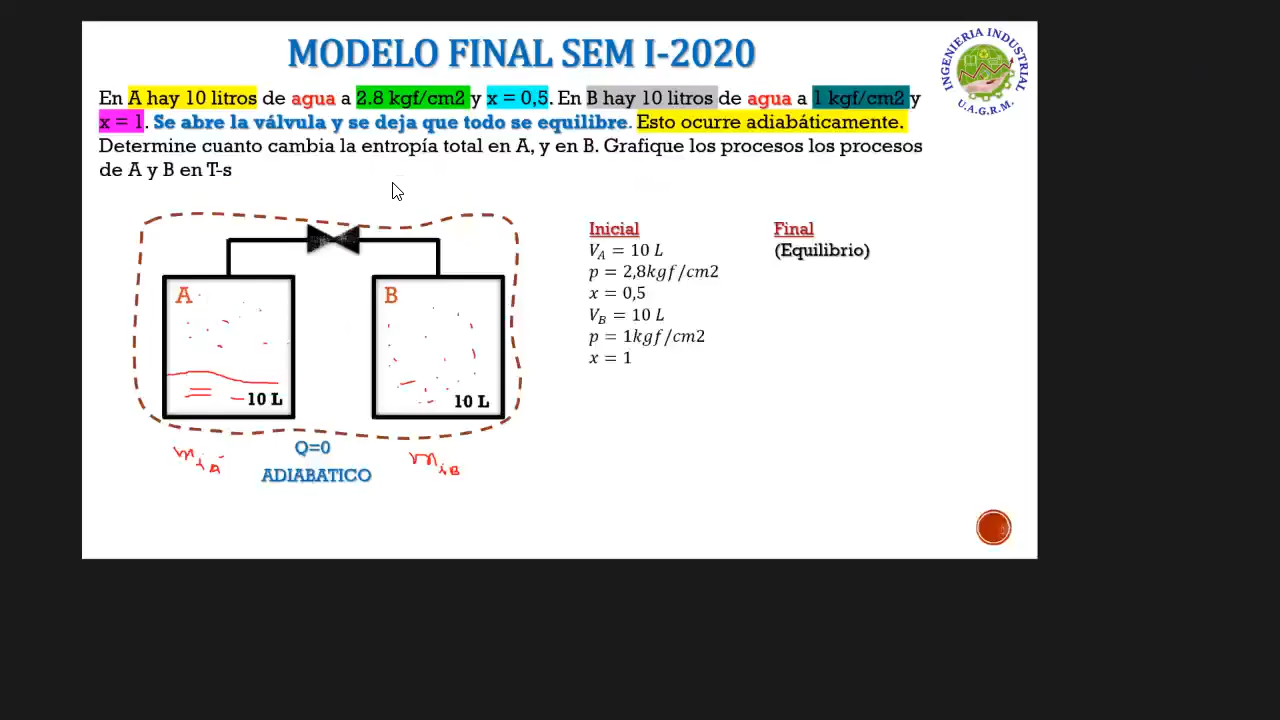 MODELO FINAL SEM I-2020
INGENIERIA INDUSTRIAL
U.A.G.R.M.
En A hay 10 litros de agua a 2.8 kgf/cm2 y x = 0,5. En B hay 10 litros de agua a 1 kgf/cm2 y
x = 1. Se abre la válvula y se deja que todo se equilibre. Esto ocurre adiabáticamente.
Determine cuanto cambia la entropía total en A, y en B. Grafique los procesos los procesos
de A y B en T-s
A
10 L
B
10 L
Q=0
ADIABATICO
m i A
m i B
Inicial
V_A = 10 L
p = 2,8kgf/cm2
x = 0,5
V_B = 10 L
p = 1kgf/cm2
x = 1
Final
(Equilibrio)